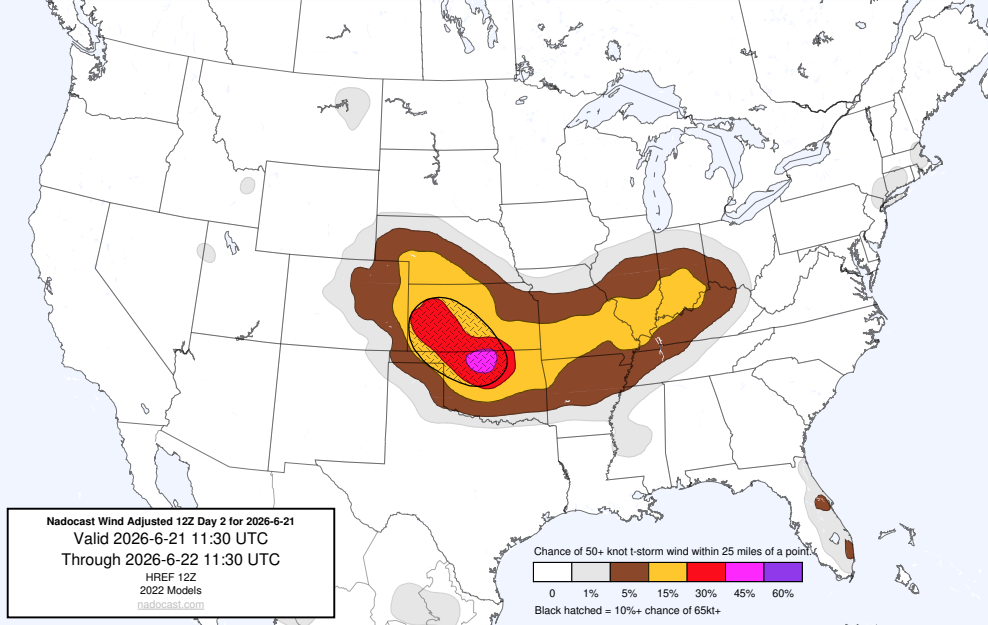 Nadocast Wind Adjusted 12Z Day 2 for 2026-6-21
Valid 2026-6-21 11:30 UTC
Through 2026-6-22 11:30 UTC
HREF 12Z
2022 Models
nadocast.com
Chance of 50+ knot t-storm wind within 25 miles of a point.
0 1% 5% 15% 30% 45% 60%
Black hatched = 10%+ chance of 65kt+